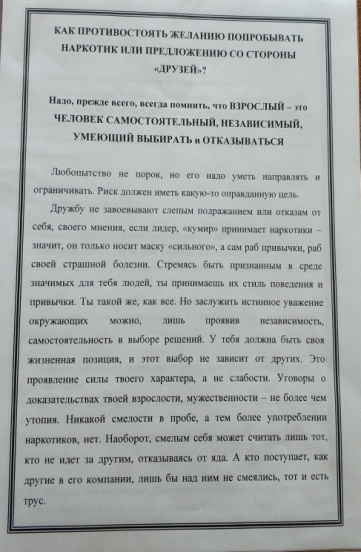 КАК ПРОТИВОСТОЯТЬ ЖЕЛАНИЮ ПОПРОБЫВАТЬ
НАРКОТИК ИЛИ ПРЕДЛОЖЕНИЮ СО СТОРОНЫ
«ДРУЗЕЙ»?
Надо, прежде всего, всегда помнить, что ВЗРОСЛЫЙ – это
ЧЕЛОВЕК САМОСТОЯТЕЛЬНЫЙ, НЕЗАВИСИМЫЙ,
УМЕЮЩИЙ ВЫБИРАТЬ и ОТКАЗЫВАТЬСЯ
Любопытство не порок, но его надо уметь направлять и
ограничивать. Риск должен иметь какую-то оправданную цель.
Дружбу не завоевывают слепым подражанием или отказом от
себя, своего мнения, если лидер, «кумир» принимает наркотики –
значит, он только носит маску «сильного», а сам раб привычки, раб
своей страшной болезни. Стремясь быть признанным в среде
значимых для тебя людей, ты принимаешь их стиль поведения и
привычки. Ты такой же, как все. Но заслужить истинное уважение
окружающих можно, лишь проявив независимость,
самостоятельность в выборе решений. У тебя должна быть своя
жизненная позиция, и этот выбор не зависит от других. Это
проявление силы твоего характера, а не слабости. Уговоры о
доказательствах твоей взрослости, мужественности – не более чем
утопия. Никакой смелости в пробе, а тем более употреблении
наркотиков, нет. Наоборот, смелым себя может считать лишь тот,
кто не идет за другим, отказываясь от яда. А кто поступает, как
другие в его компании, лишь бы над ним не смеялись, тот и есть
трус.